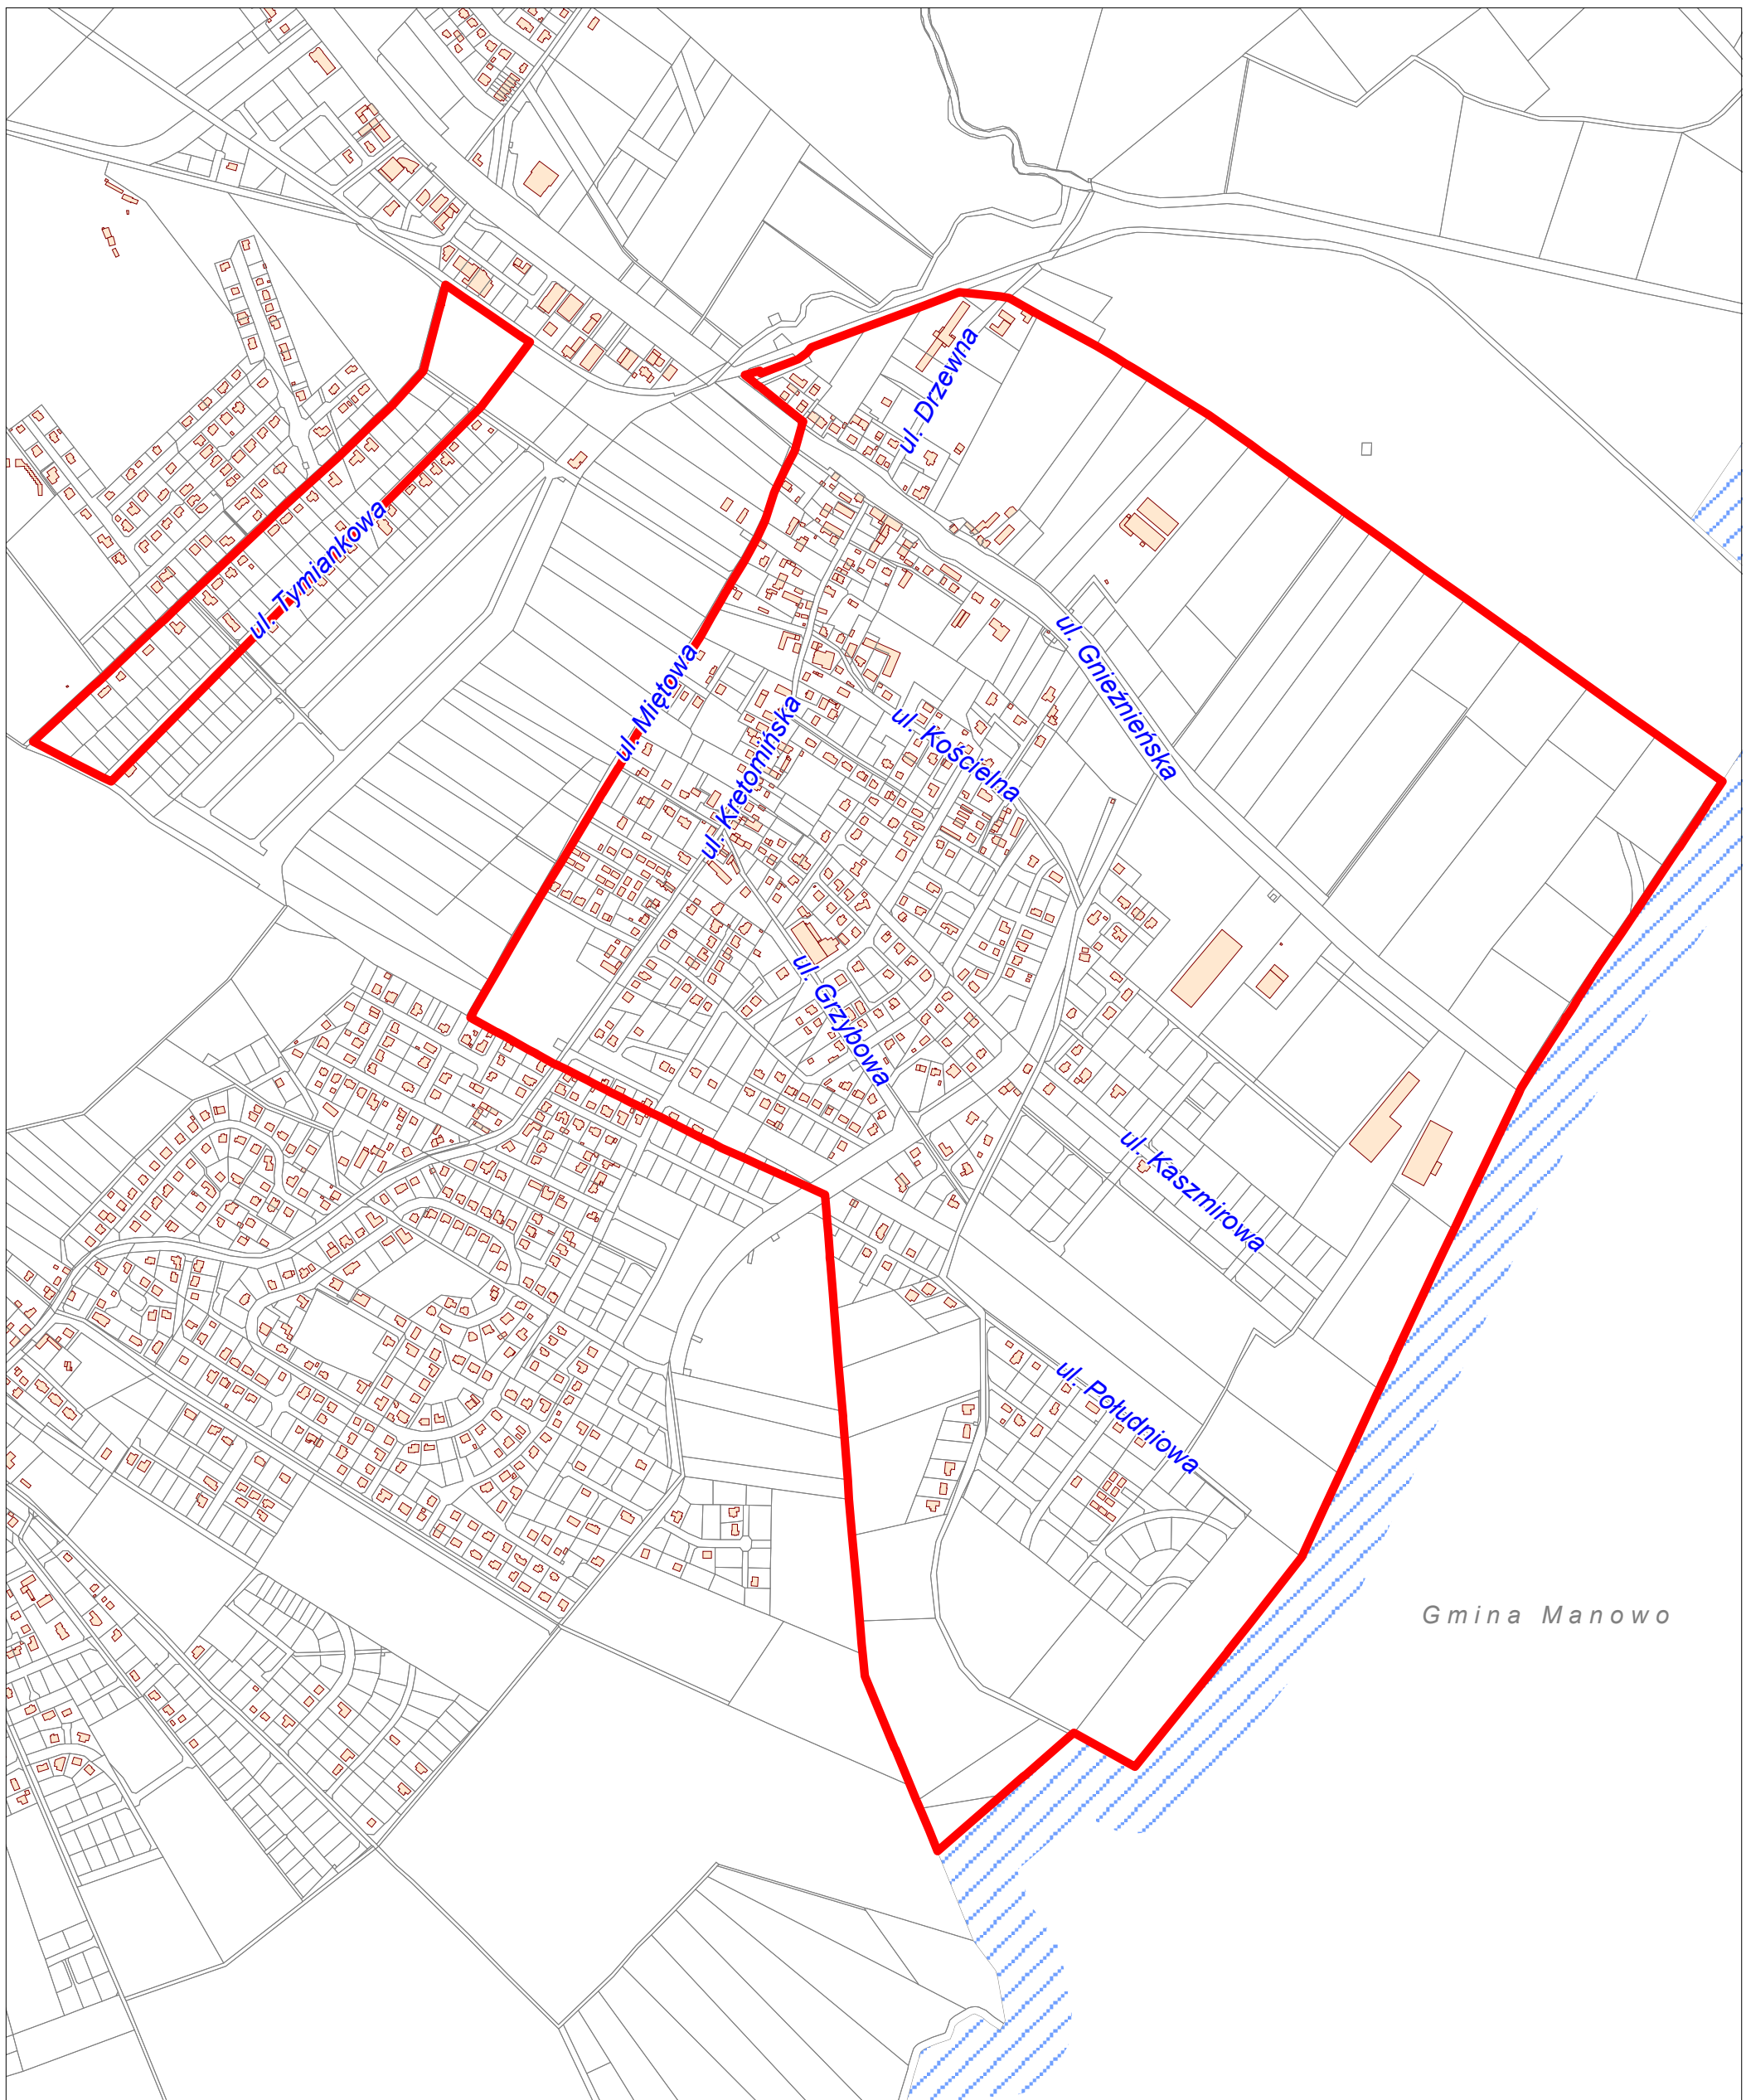 ul. Drzewna
ul. Tymiankowa
ul. Gnieźnieńska
ul. Miętowa
ul. Kretomińska
ul. Kościelna
ul. Grzybowa
ul. Kaszmirowa
ul. Południowa
Gmina Manowo